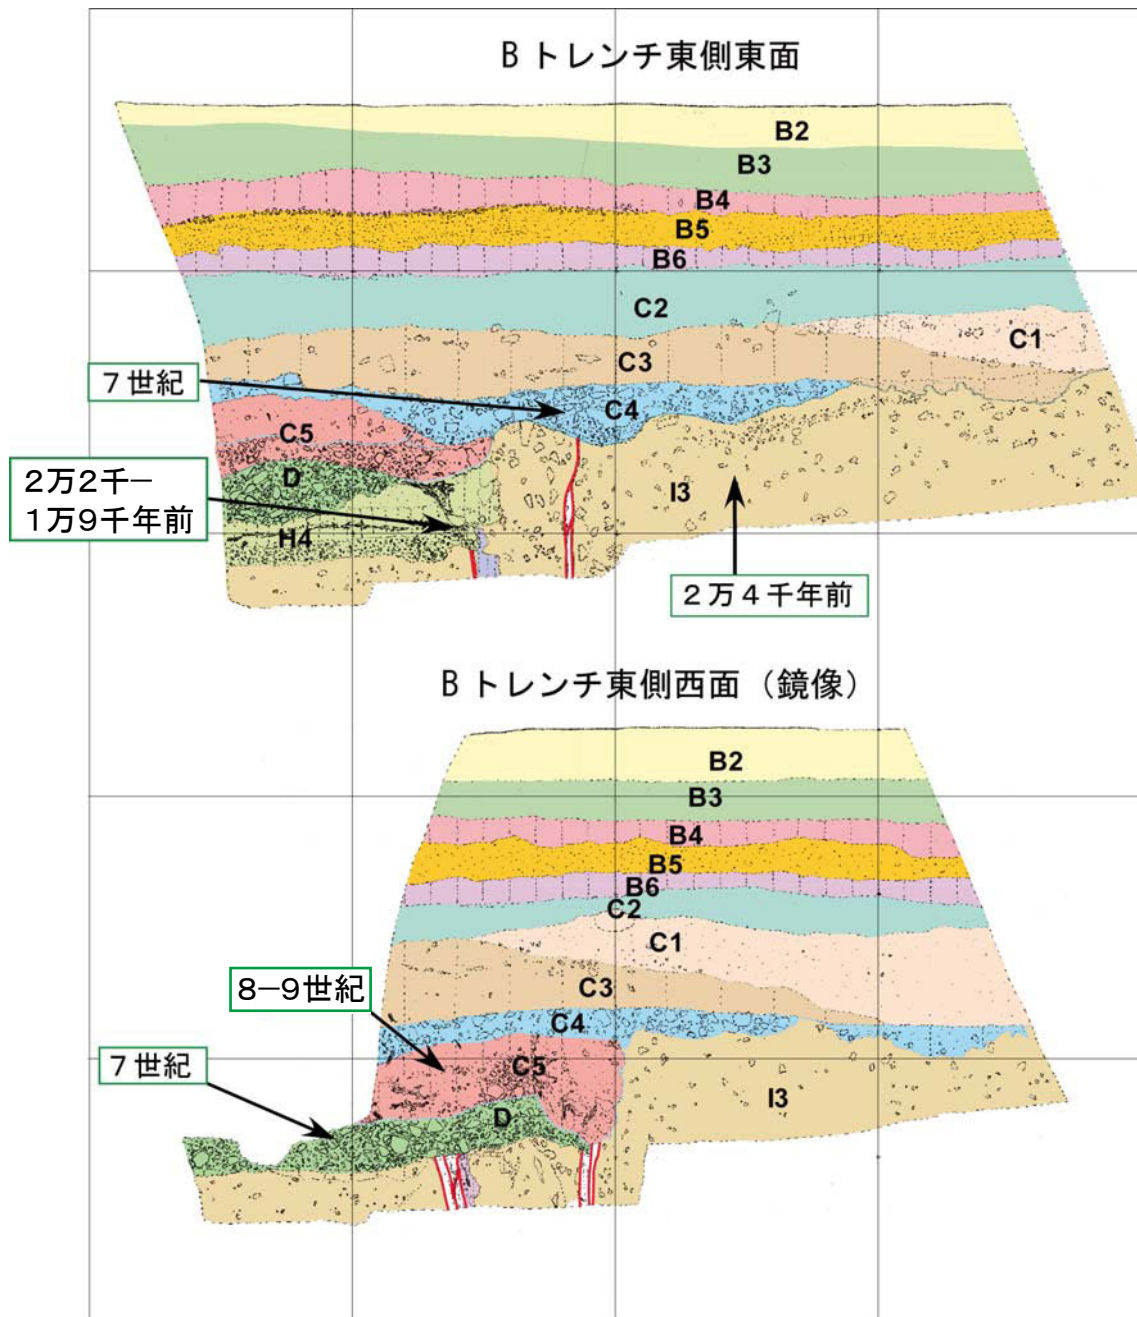 B トレンチ東側東面
B2
B3
B4
B5
B6
C2
C1
C3
7世紀
C4
C5
D
2万2千−
1万9千年前
I3
H4
2万4千年前
B トレンチ東側西面（鏡像）
B2
B3
B4
B5
B6
C2
C1
8−9世紀
C3
C4
7世紀
C5
D
I3